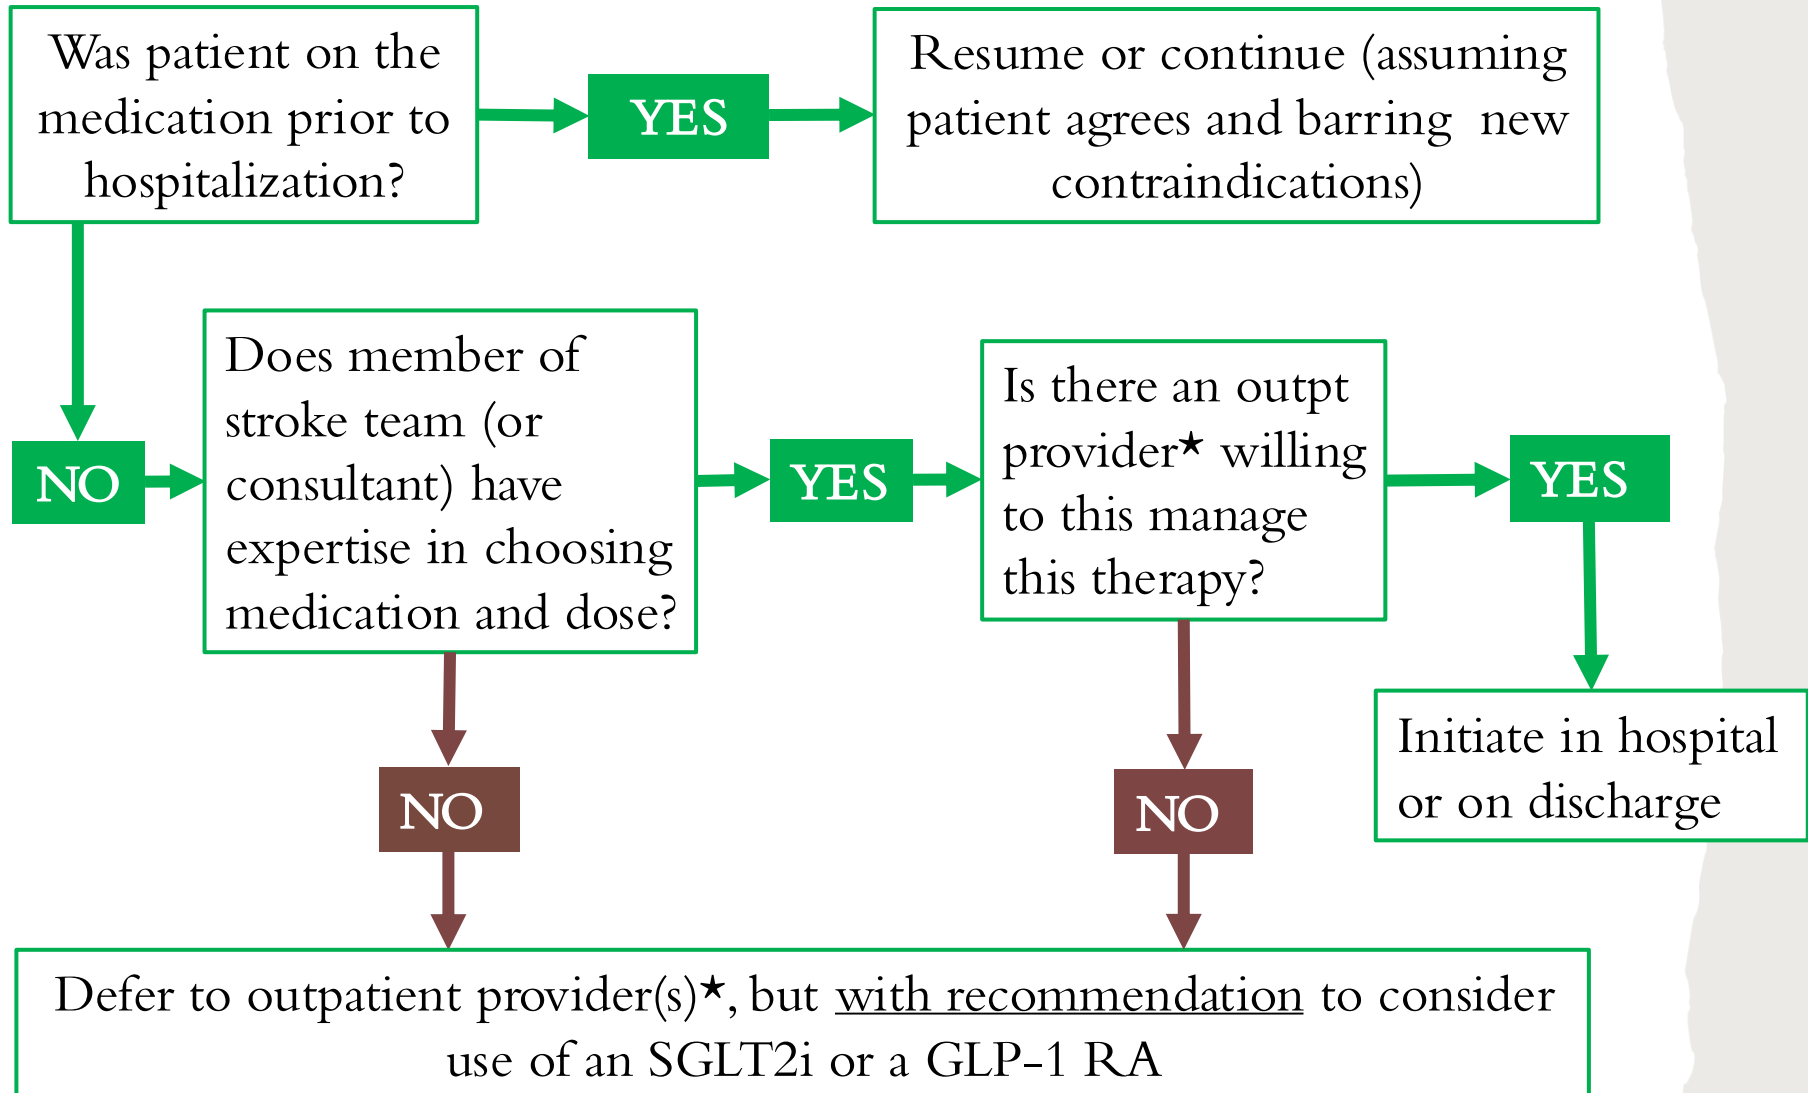 Was patient on the
medication prior to
hospitalization?
YES
Resume or continue (assuming
patient agrees and barring  new
contraindications)
NO
Does member of
stroke team (or
consultant) have
expertise in choosing
medication and dose?
YES
Is there an outpt
provider★ willing
to this manage
this therapy?
YES
Initiate in hospital
or on discharge
NO
NO
Defer to outpatient provider(s)★, but with recommendation to consider
use of an SGLT2i or a GLP-1 RA